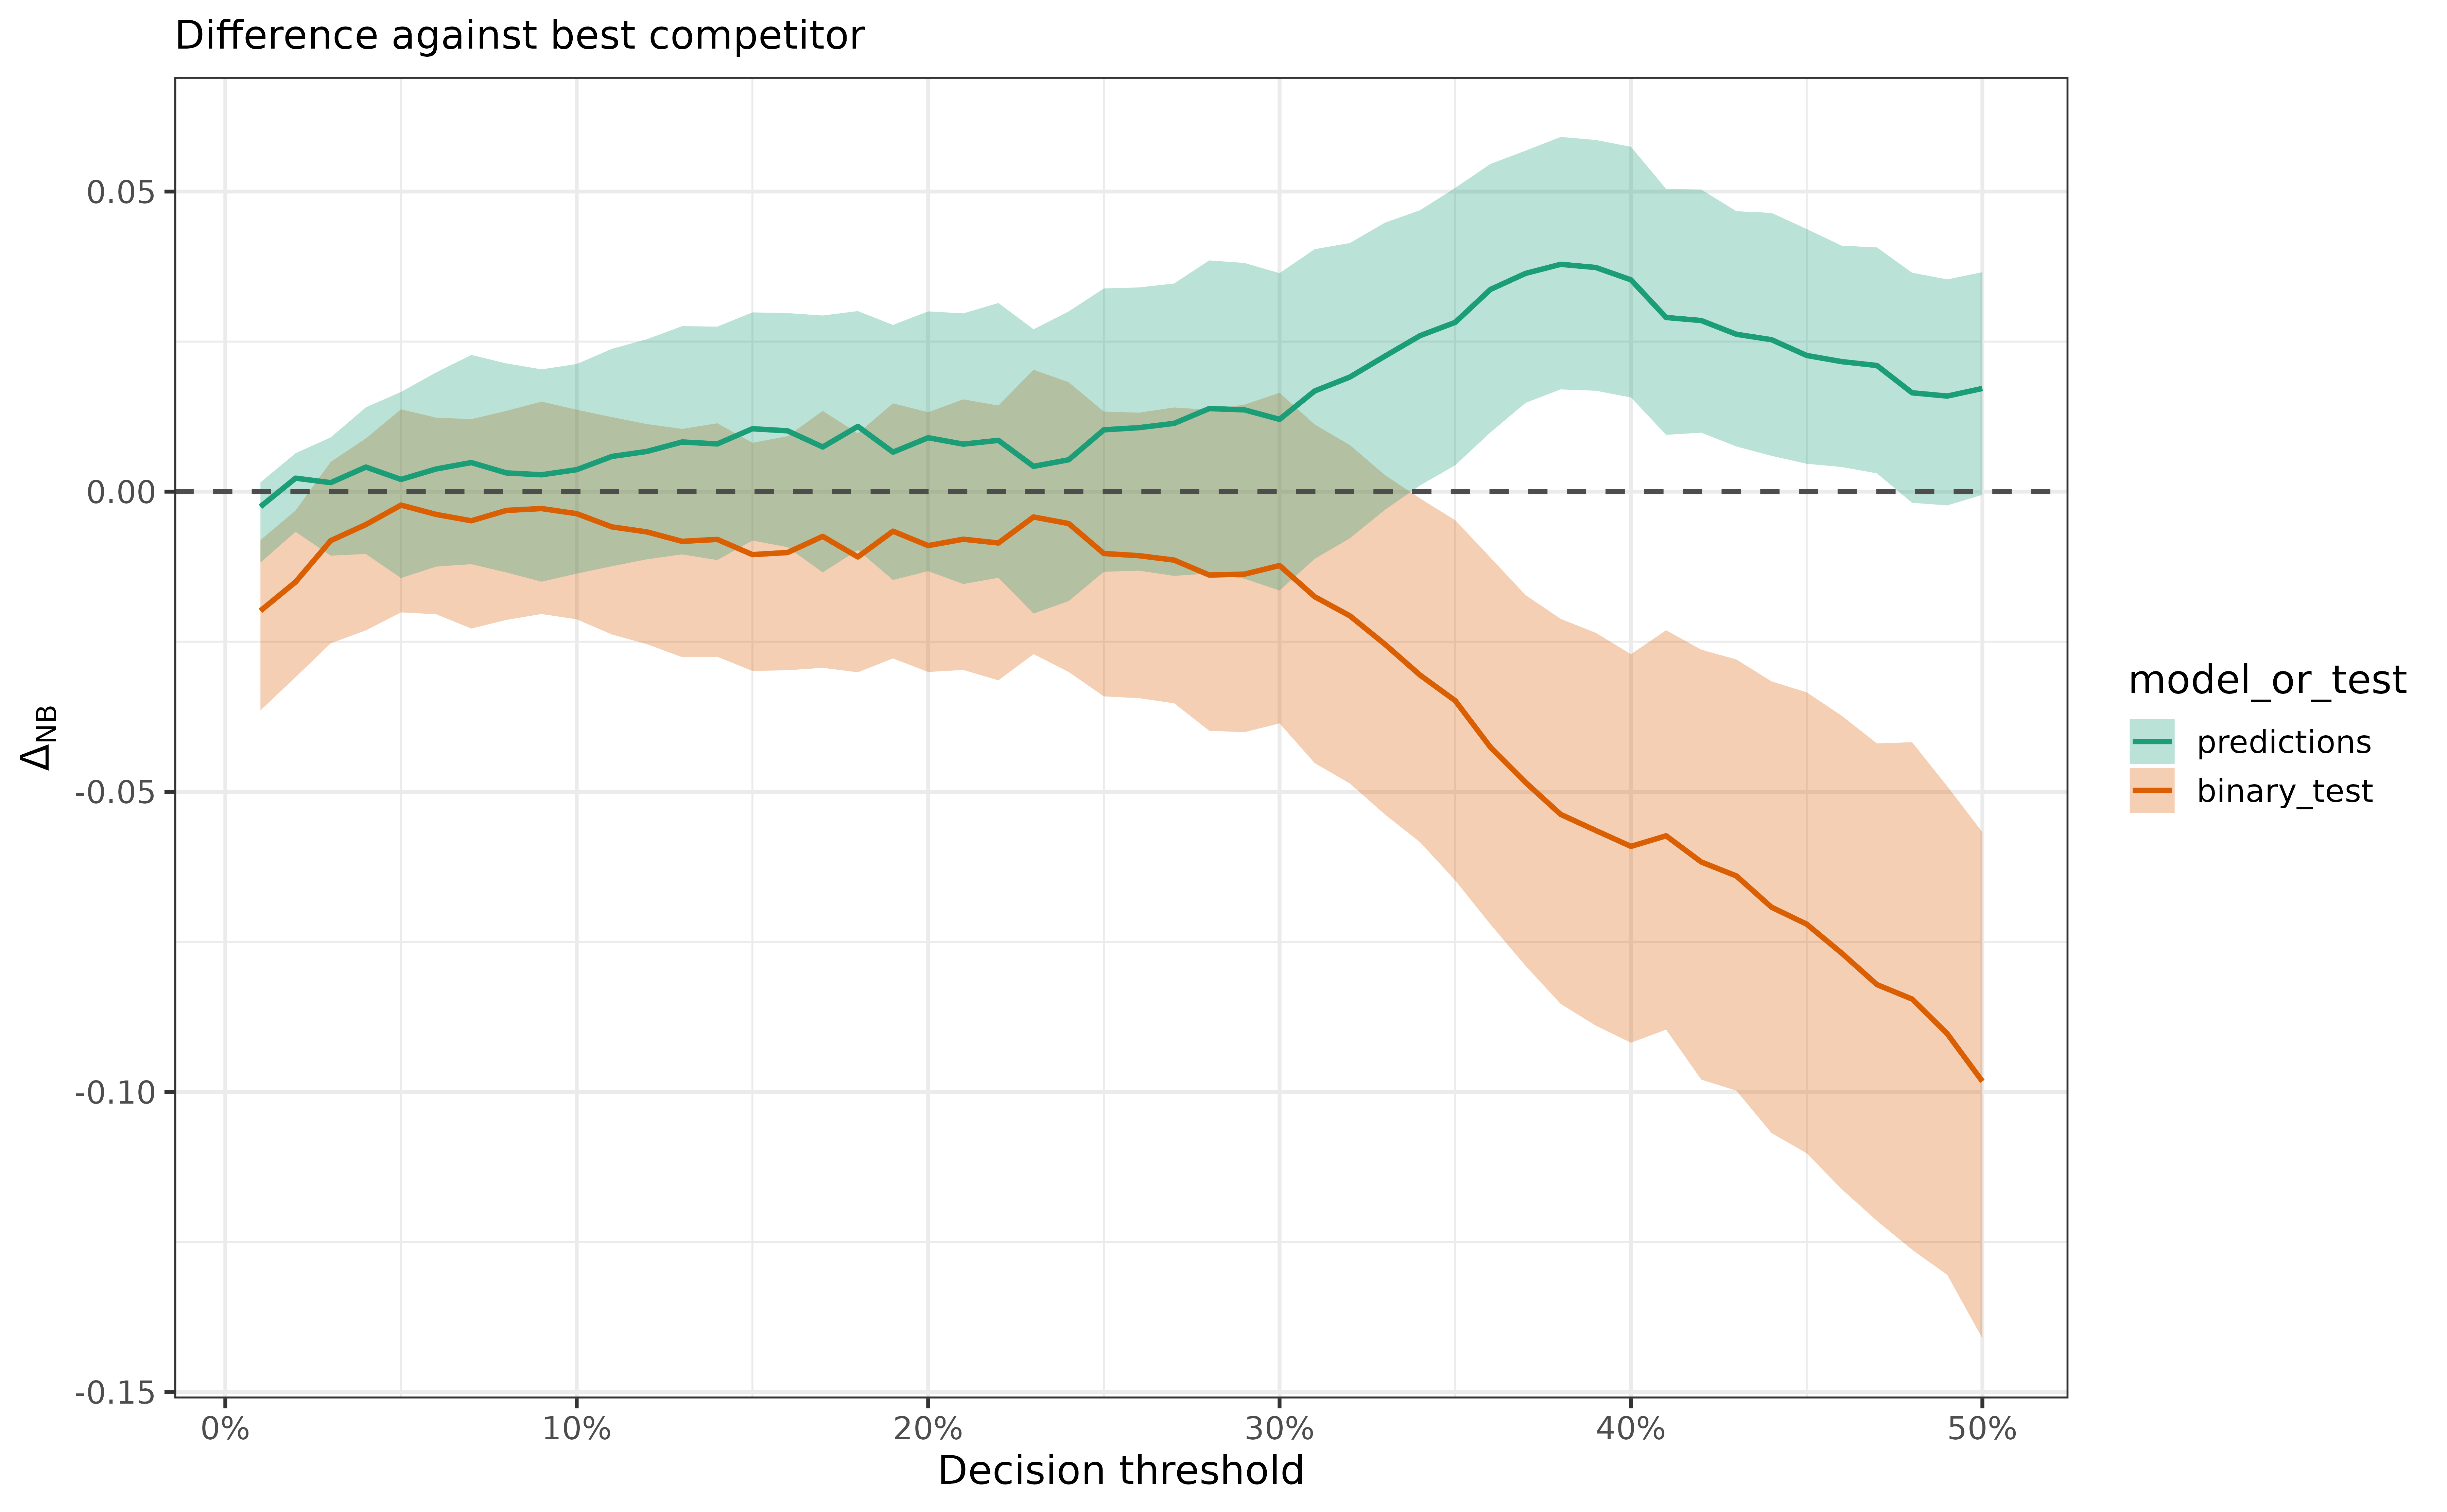 Difference against best competitor
0.05
0.00
-0.05
-0.10
-0.15
ΔNB
0% 10% 20% 30% 40% 50%
Decision threshold
model_or_test
predictions
binary_test